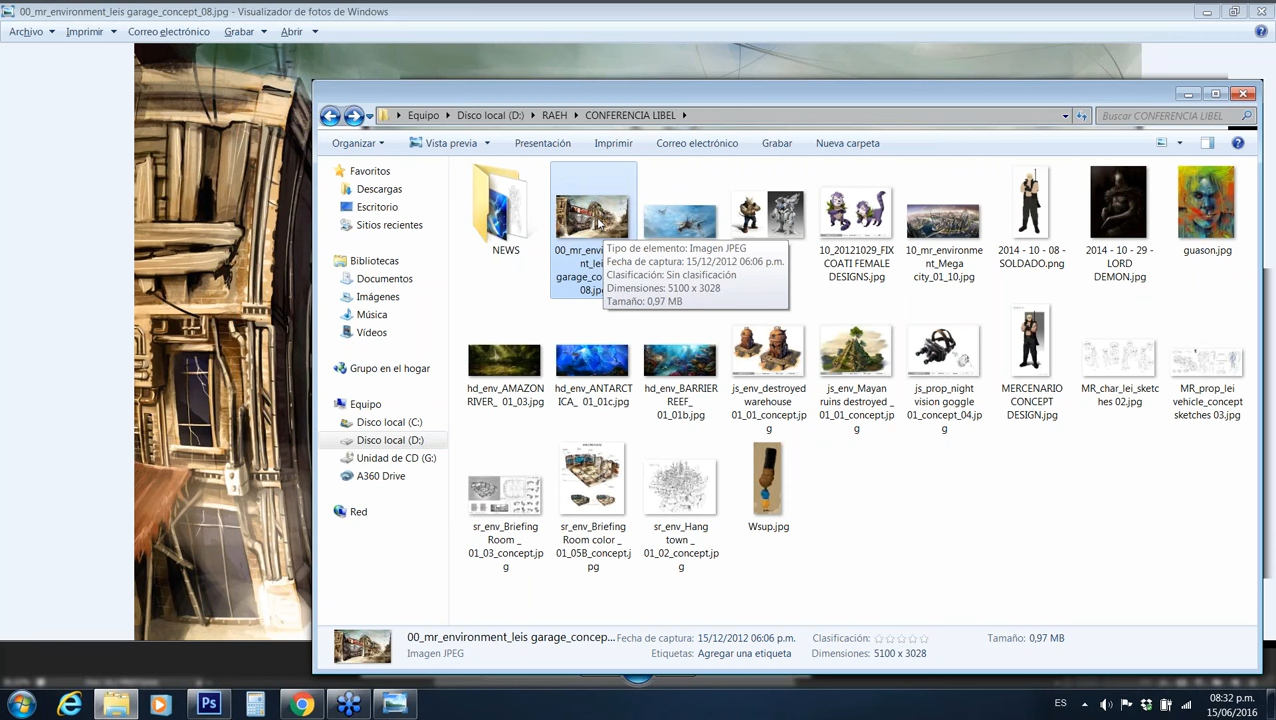 00_mr_environment_leis garage_concept_08.jpg - Visualizador de fotos de Windows
Archivo Imprimir Correo electrónico Grabar Abrir
Equipo Disco local (D:) RAEH CONFERENCIA LIBEL
Buscar CONFERENCIA LIBEL
Organizar Vista previa Presentación Imprimir Correo electrónico Grabar Nueva carpeta
Favoritos
Descargas
Escritorio
Sitios recientes
Bibliotecas
Documentos
Imágenes
Música
Vídeos
Grupo en el hogar
Equipo
Disco local (C:)
Disco local (D:)
Unidad de CD (G:)
A360 Drive
Red
NEWS
00_mr_envi
nt_lei
garage_co
08.jp
Tipo de elemento: Imagen JPEG
Fecha de captura: 15/12/2012 06:06 p.m.
Clasificación: Sin clasificación
Dimensiones: 5100 x 3028
Tamaño: 0,97 MB
10_20121029_FIX
COATI FEMALE
DESIGNS.jpg
10_mr_environme
nt_Mega
city_01_10.jpg
2014 - 10 - 08 -
SOLDADO.png
2014 - 10 - 29 -
LORD
DEMON.jpg
guason.jpg
hd_env_AMAZON
RIVER_ 01_03.jpg
hd_env_ANTARCT
ICA_ 01_01c.jpg
hd_env_BARRIER
REEF_
01_01b.jpg
js_env_destroyed
warehouse
01_01_concept.jp
g
js_env_Mayan
ruins destroyed _
01_01_concept.jp
g
js_prop_night
vision goggle
01_concept_04.jp
g
MERCENARIO
CONCEPT
DESIGN.jpg
MR_char_lei_sketc
hes 02.jpg
MR_prop_lei
vehicle_concept
sketches 03.jpg
sr_env_Briefing
Room _
01_03_concept.jp
g
sr_env_Briefing
Room color _
01_05B_concept.j
pg
sr_env_Hang
town _
01_02_concept.jp
g
Wsup.jpg
00_mr_environment_leis garage_concep... Fecha de captura: 15/12/2012 06:06 p.m. Clasificación: Tamaño: 0,97 MB
Imagen JPEG Etiquetas: Agregar una etiqueta Dimensiones: 5100 x 3028
Ps
ES
08:32 p.m.
15/06/2016